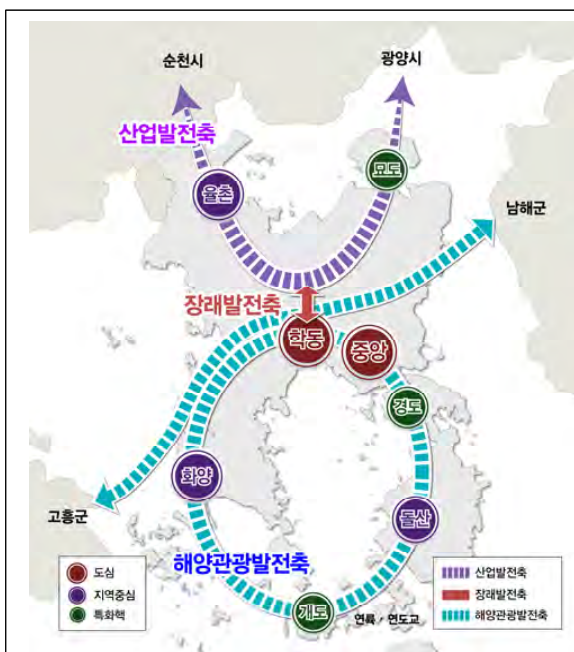 순천시
광양시
산업발전축
묘도
율촌
남해군
장래발전축
학동
중앙
경도
화양
돌산
고흥군
해양관광발전축
개도
연륙·연도교
도심
지역중심
특화핵
산업발전축
장래발전축
해양관광발전축